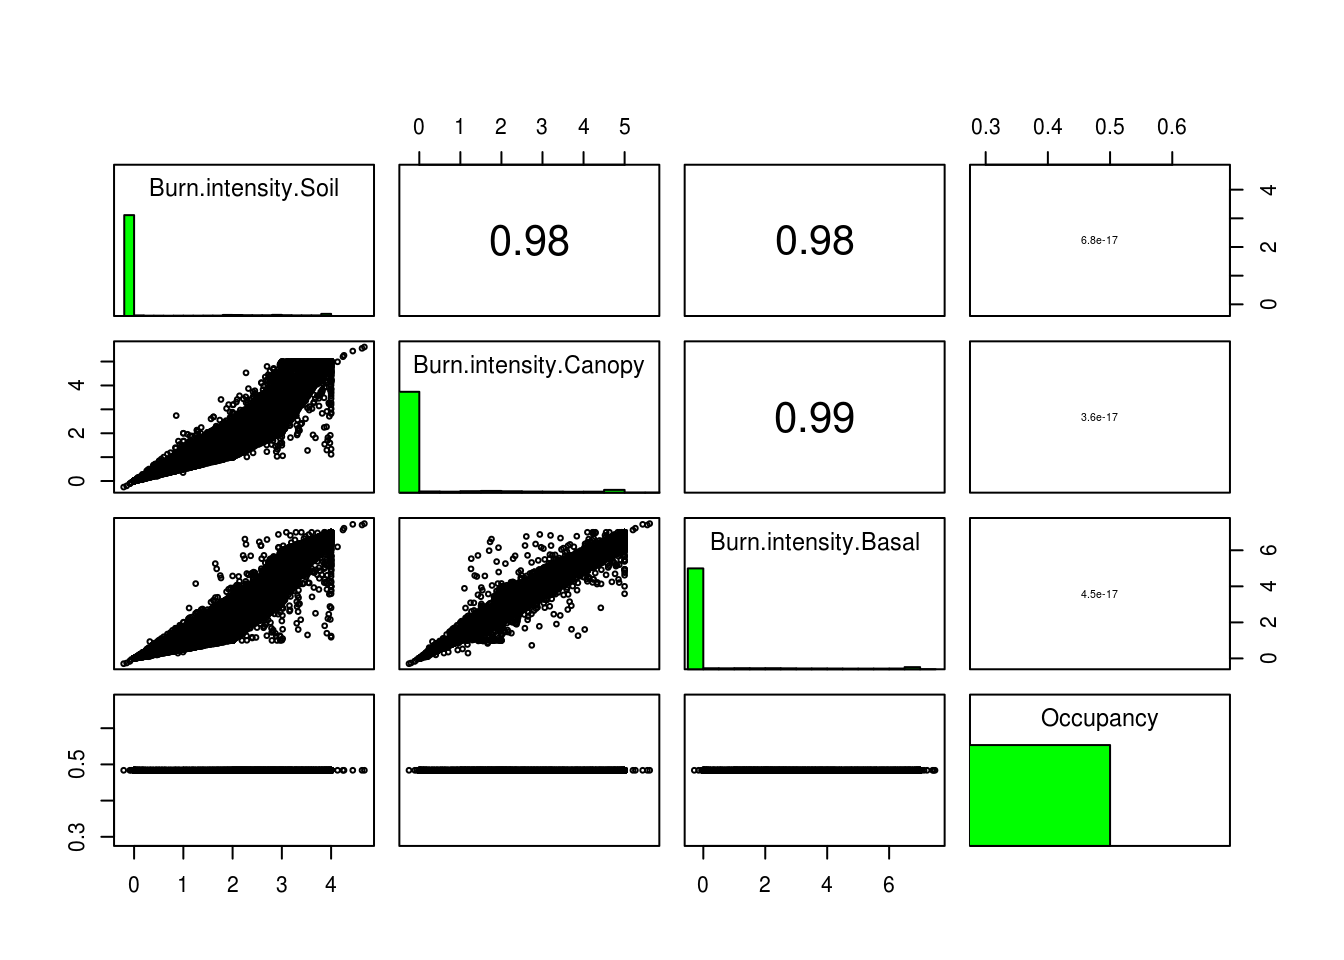 0 1 2 3 4 5
0.3 0.4 0.5 0.6
Burn.intensity.Soil
0.98
0.98
6.8e-17
0 2 4
0 2 4
Burn.intensity.Canopy
0.99
3.6e-17
Burn.intensity.Basal
4.5e-17
0 2 4 6
0.3 0.5
Occupancy
0 1 2 3 4
0 2 4 6